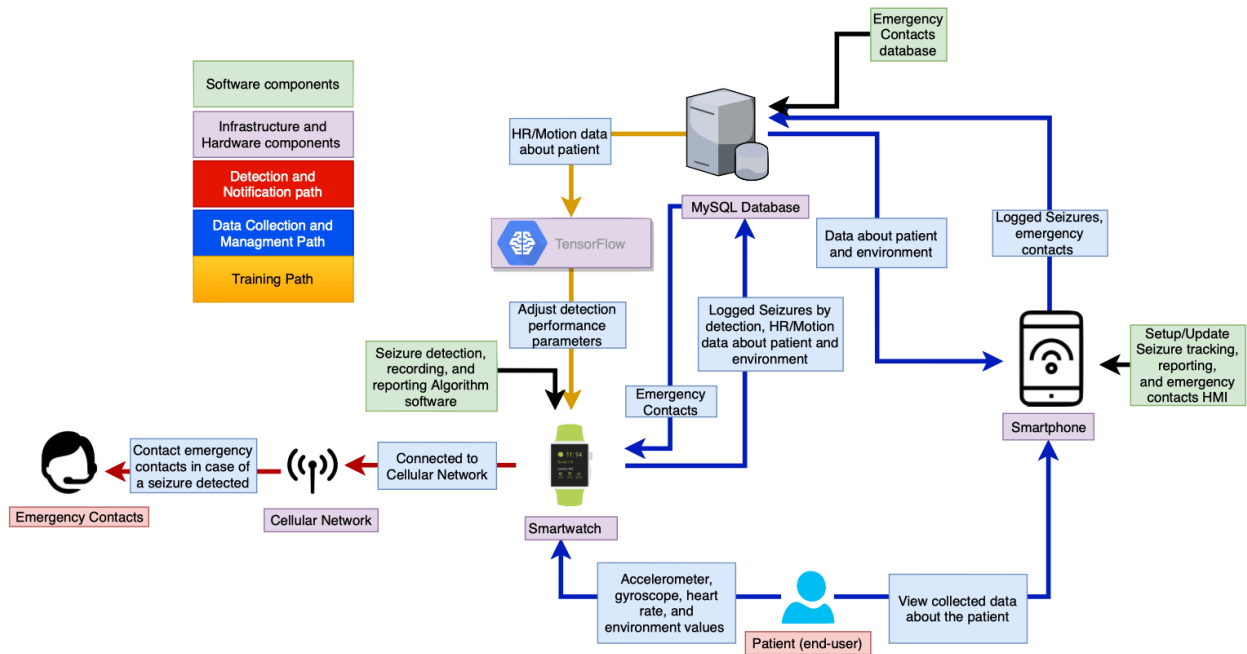 Emergency
Contacts
database
Software components
Infrastructure and
Hardware components
Detection and
Notification path
Data Collection and
Managment Path
Training Path
HR/Motion data
about patient
MySQL Database
TensorFlow
Data about patient
and environment
Logged Seizures,
emergency
contacts
Adjust detection
performance
parameters
Logged Seizures by
detection, HR/Motion
data about patient and
environment
Setup/Update
Seizure tracking,
reporting,
and emergency
contacts HMI
Seizure detection,
recording, and
reporting Algorithm
software
Emergency
Contacts
Smartphone
11:14
Contact emergency
contacts in case of
a seizure detected
Connected to
Cellular Network
Emergency Contacts
Cellular Network
Smartwatch
Accelerometer,
gyroscope, heart
rate, and
environment values
View collected data
about the patient
Patient (end-user)